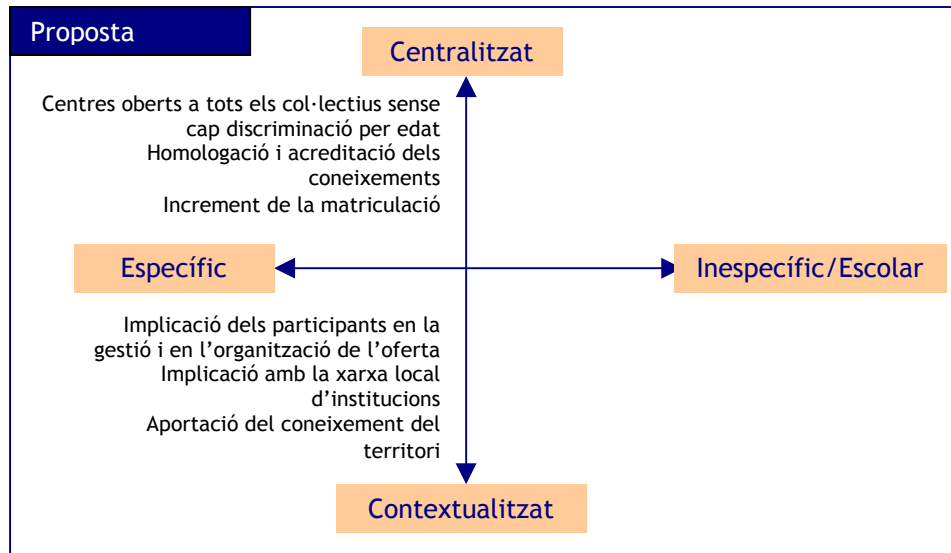 Proposta
Centralitzat
Centres oberts a tots els col·lectius sense
cap discriminació per edat
Homologació i acreditació dels
coneixements
Increment de la matriculació
Específic
Inespecífic/Escolar
Implicació dels participants en la
gestió i en l’organització de l’oferta
Implicació amb la xarxa local
d’institucions
Aportació del coneixement del
territori
Contextualitzat